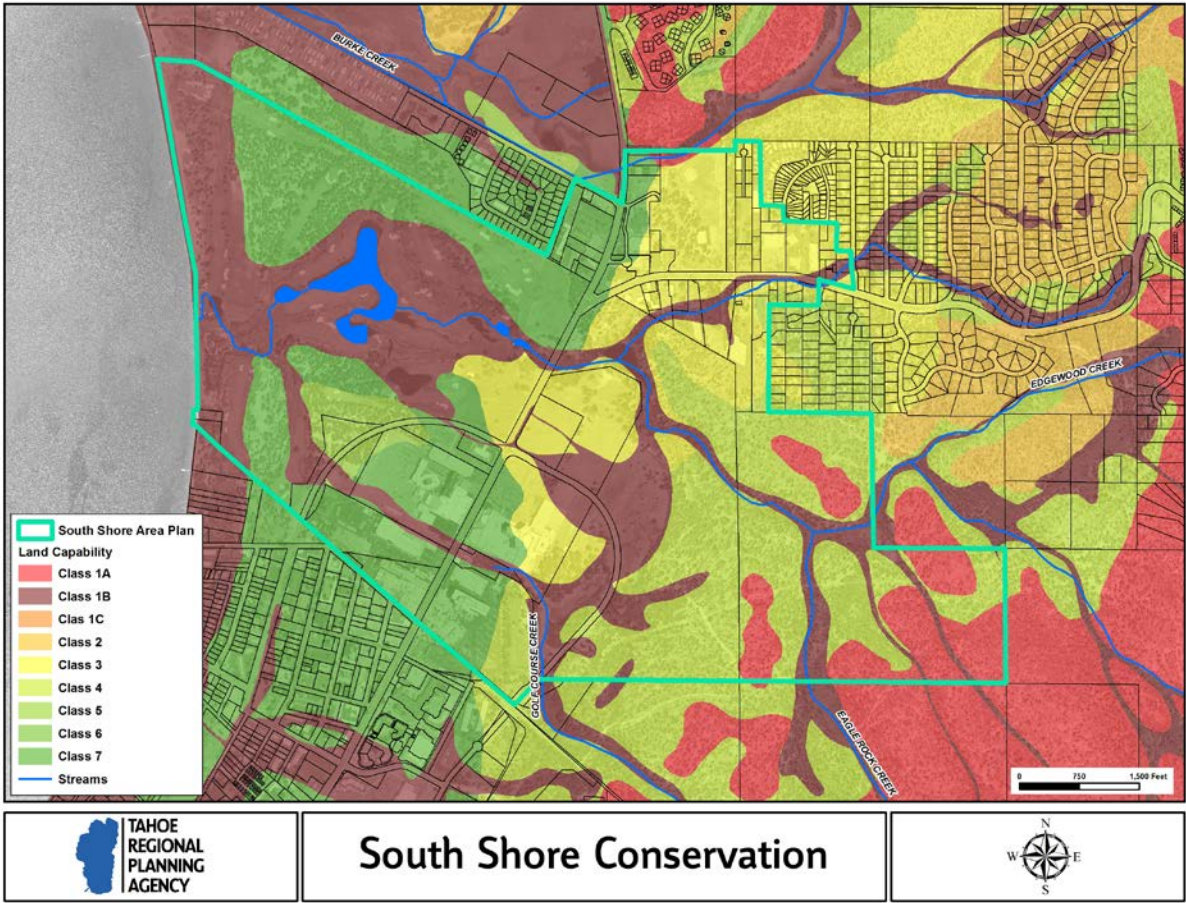 BURKE CREEK
EDGEWOOD CREEK
GOLF COURSE CREEK
EAGLE ROCK CREEK
South Shore Area Plan
Land Capability
Class 1A
Class 1B
Clas 1C
Class 2
Class 3
Class 4
Class 5
Class 6
Class 7
Streams
0 750 1,500 Feet
TAHOE
REGIONAL
PLANNING
AGENCY
South Shore Conservation
N
W E
S